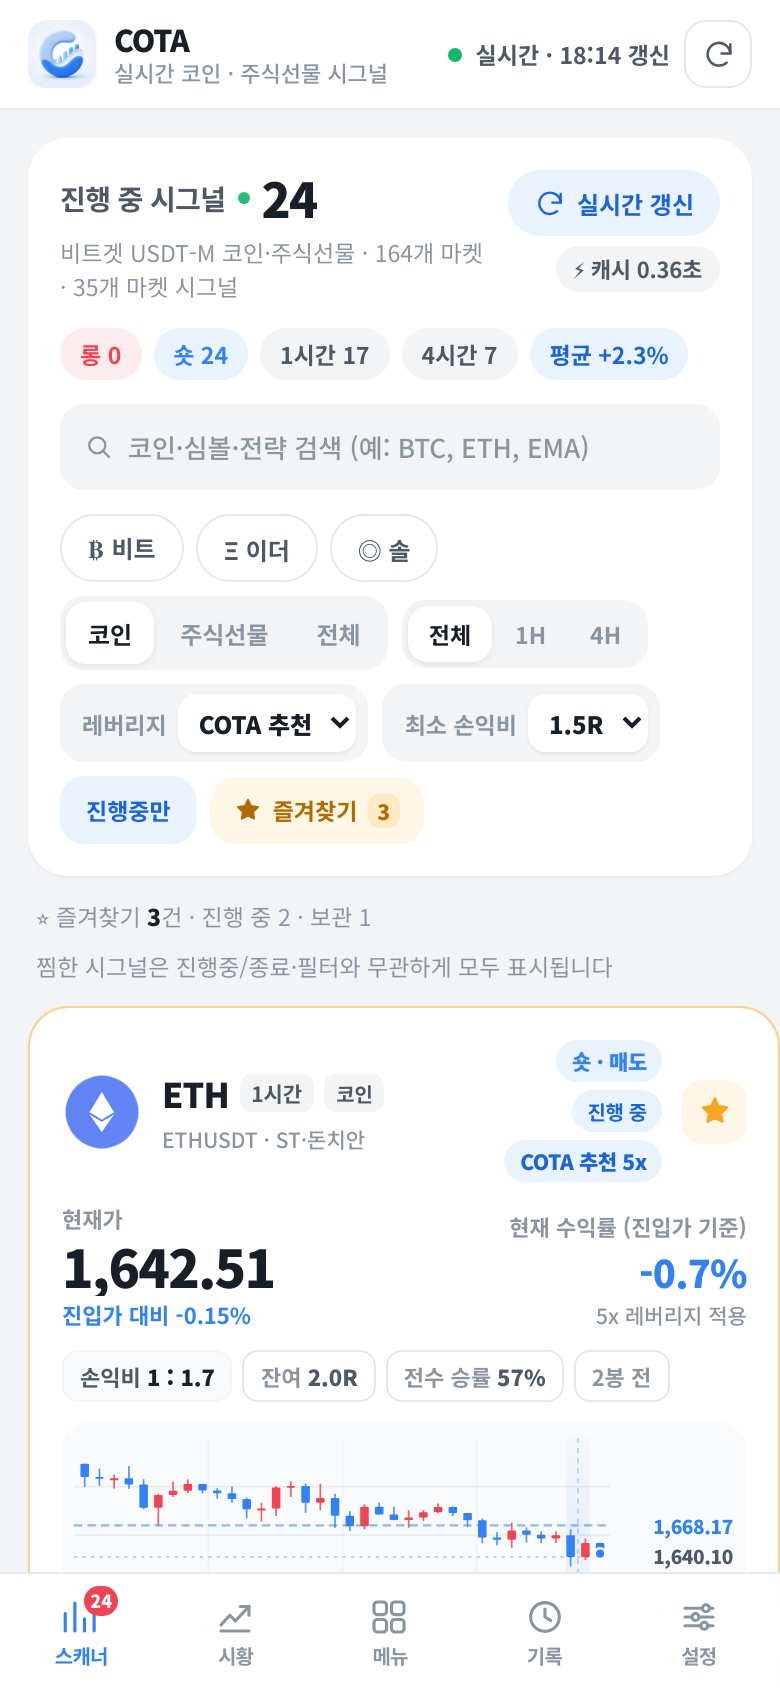 COTA
실시간 코인 · 주식선물 시그널
실시간 · 18:14 갱신
진행 중 시그널 24
실시간 갱신
비트겟 USDT-M 코인·주식선물 · 164개 마켓
· 35개 마켓 시그널
⚡ 캐시 0.36초
롱 0
숏 24
1시간 17
4시간 7
평균 +2.3%
코인·심볼·전략 검색 (예: BTC, ETH, EMA)
₿ 비트
Ξ 이더
◎ 솔
코인
주식선물
전체
전체
1H
4H
레버리지
COTA 추천
최소 손익비
1.5R
진행중만
★ 즐겨찾기 3
☆ 즐겨찾기 3건 · 진행 중 2 · 보관 1
찜한 시그널은 진행중/종료·필터와 무관하게 모두 표시됩니다
숏 · 매도
ETH 1시간 코인
진행 중
ETHUSDT · ST·돈치안
COTA 추천 5x
현재가
현재 수익률 (진입가 기준)
1,642.51
-0.7%
진입가 대비 -0.15%
5x 레버리지 적용
손익비 1 : 1.7
잔여 2.0R
전수 승률 57%
2봉 전
1,668.17
1,640.10
24
스캐너
시황
메뉴
기록
설정